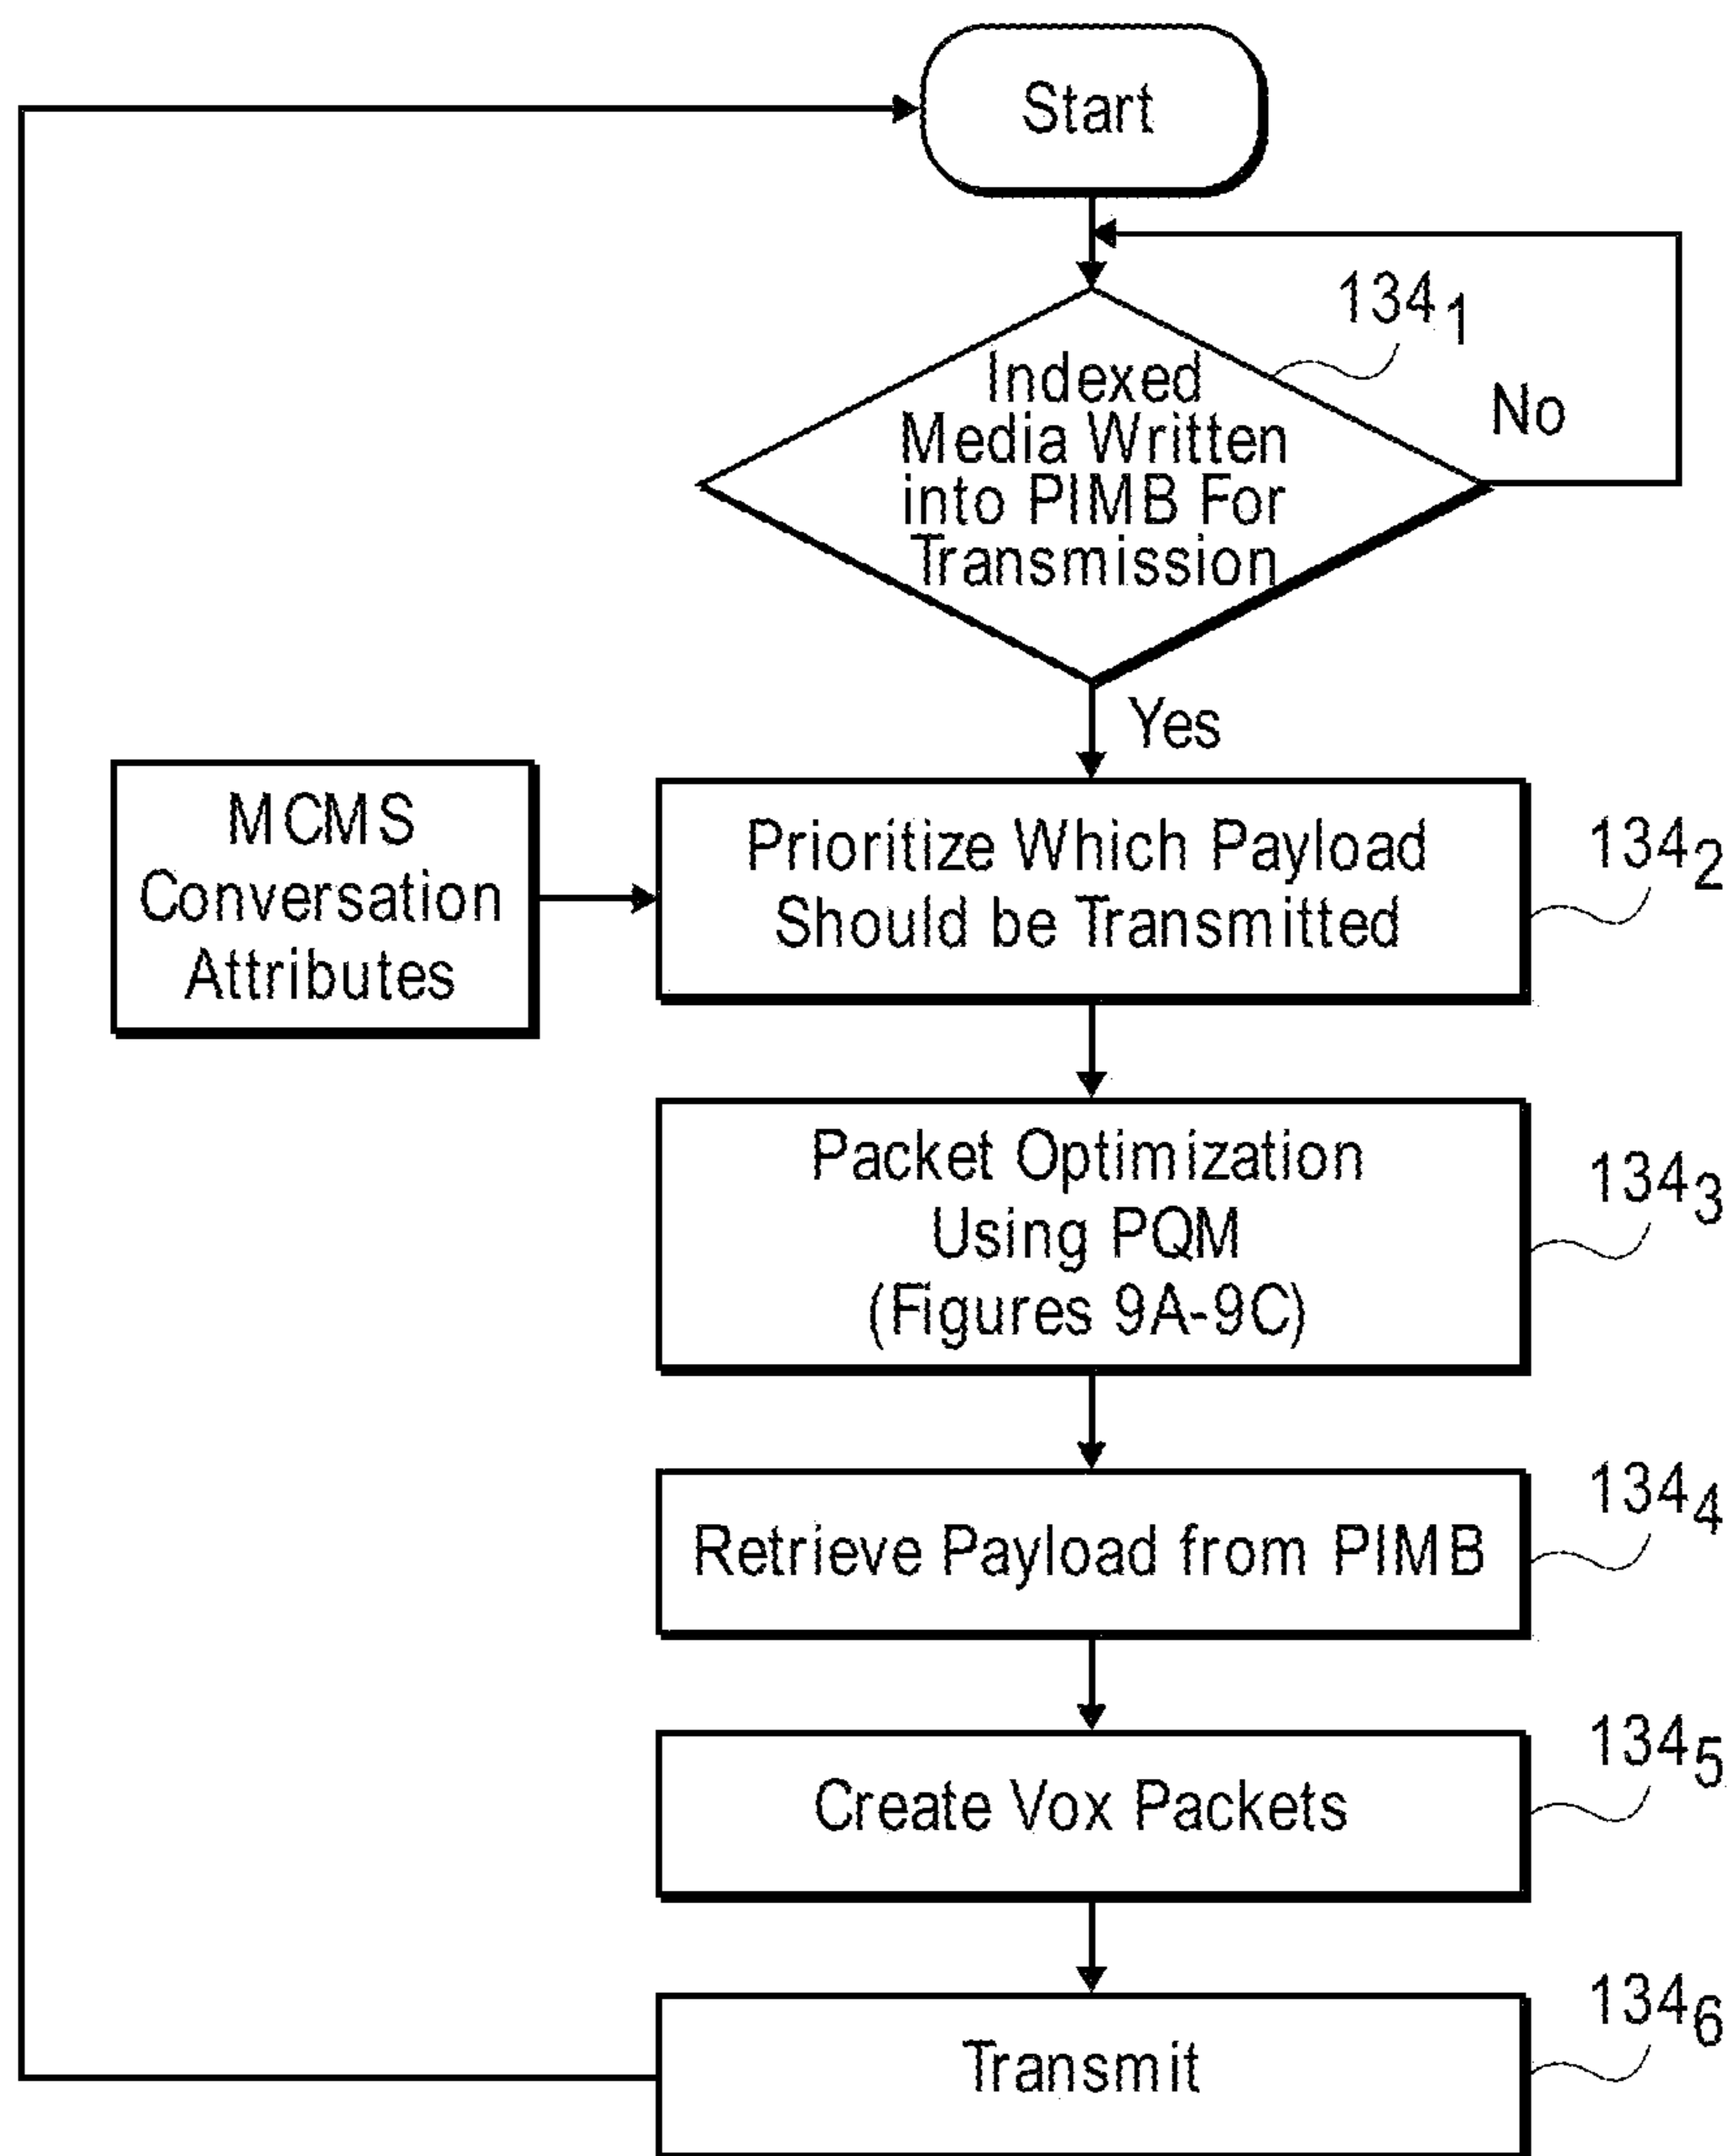 Start
134₁
Indexed
Media Written
into PIMB For
Transmission
No
Yes
MCMS
Conversation
Attributes
Prioritize Which Payload
Should be Transmitted
134₂
Packet Optimization
Using PQM
(Figures 9A-9C)
134₃
Retrieve Payload from PIMB
134₄
Create Vox Packets
134₅
Transmit
134₆